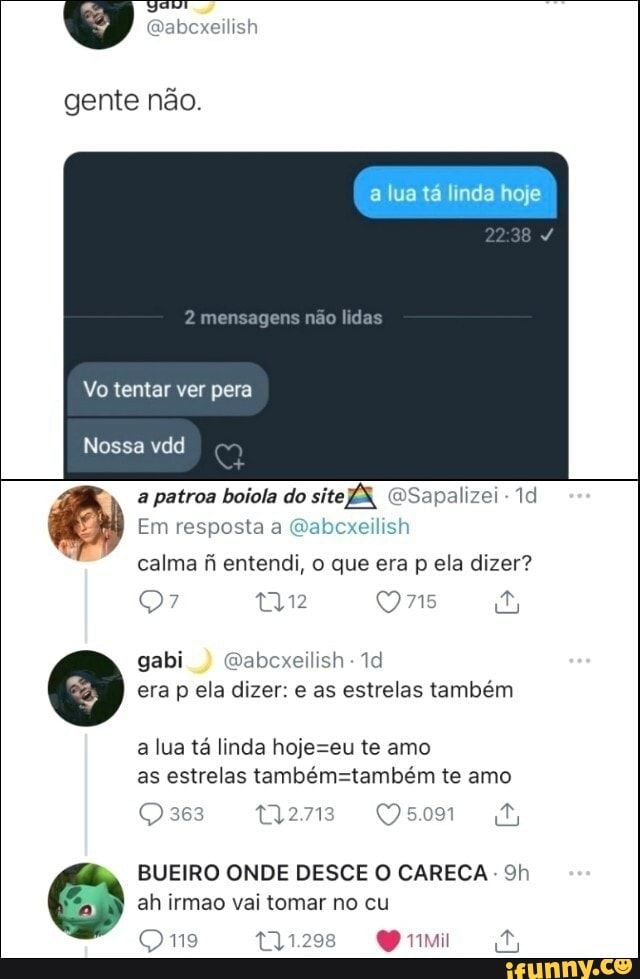 gabi
@abcxeilish
gente não.
a lua tá linda hoje
22:38
2 mensagens não lidas
Vo tentar ver pera
Nossa vdd
a patroa boiola do site @Sapalizei · 1d
Em resposta a @abcxeilish
calma ñ entendi, o que era p ela dizer?
7 12 715
gabi @abcxeilish · 1d
era p ela dizer: e as estrelas também
a lua tá linda hoje=eu te amo
as estrelas também=também te amo
363 2.713 5.091
BUEIRO ONDE DESCE O CARECA · 9h
ah irmao vai tomar no cu
119 1.298 11Mil
ifunny.co